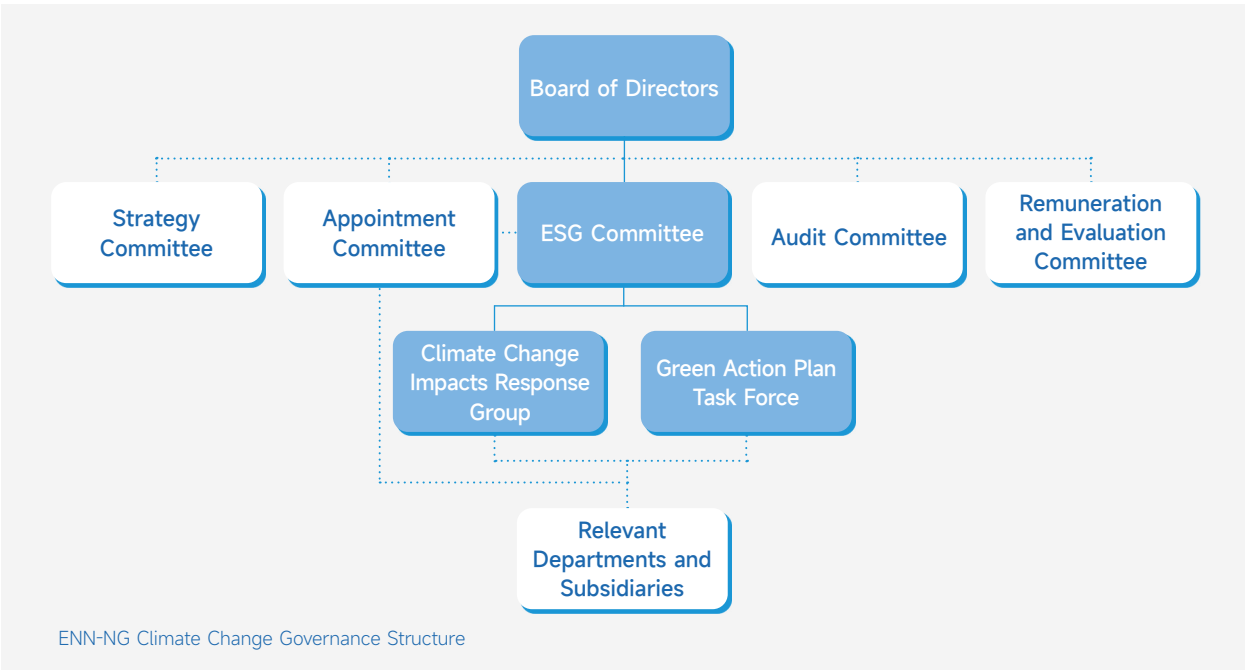 Board of Directors
Strategy
Committee
Appointment
Committee
ESG Committee
Audit Committee
Remuneration
and Evaluation
Committee
Climate Change
Impacts Response
Group
Green Action Plan
Task Force
Relevant
Departments and
Subsidiaries
ENN-NG Climate Change Governance Structure